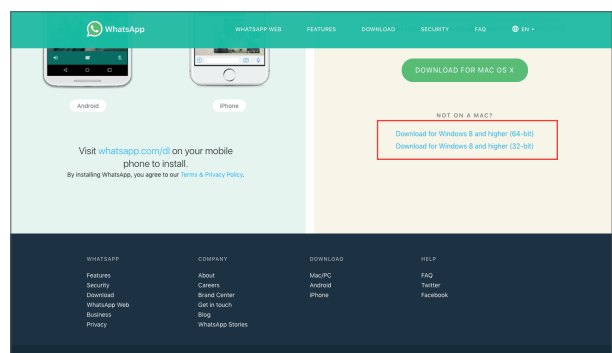 WhatsApp
WHATSAPP WEB
FEATURES
DOWNLOAD
SECURITY
FAQ
EN
Android
iPhone
Visit whatsapp.com/dl on your mobile
phone to install.
By installing WhatsApp, you agree to our Terms & Privacy Policy.
DOWNLOAD FOR MAC OS X
NOT ON A MAC?
Download for Windows 8 and higher (64-bit)
Download for Windows 8 and higher (32-bit)
WHATSAPP
Features
Security
Download
WhatsApp Web
Business
Privacy
COMPANY
About
Careers
Brand Center
Get in touch
Blog
WhatsApp Stories
DOWNLOAD
Mac/PC
Android
iPhone
HELP
FAQ
Twitter
Facebook